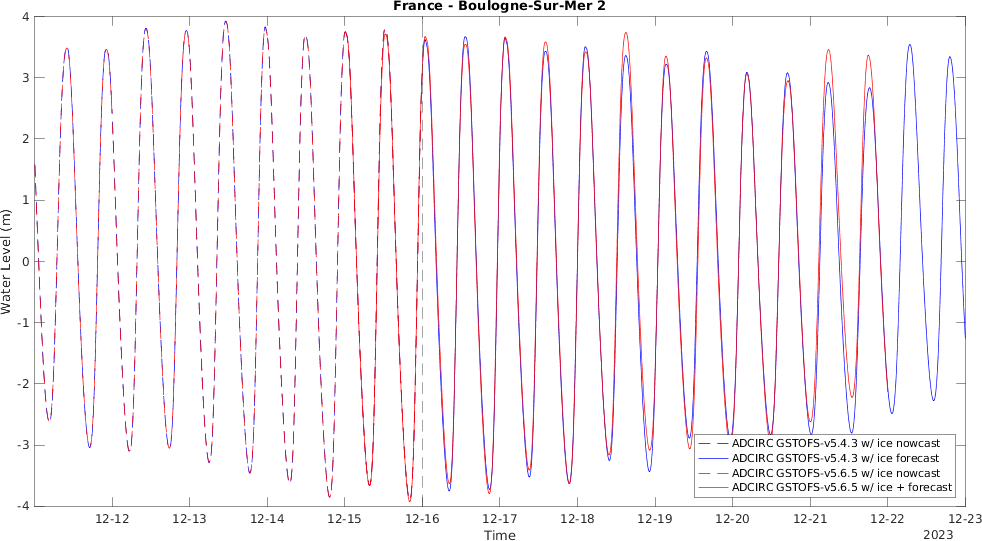 France - Boulogne-Sur-Mer 2
Water Level (m)
4
3
2
1
0
-1
-2
-3
-4
ADCIRC GSTOFS-v5.4.3 w/ ice nowcast
ADCIRC GSTOFS-v5.4.3 w/ ice forecast
ADCIRC GSTOFS-v5.6.5 w/ ice nowcast
ADCIRC GSTOFS-v5.6.5 w/ ice + forecast
12-12 12-13 12-14 12-15 12-16 12-17 12-18 12-19 12-20 12-21 12-22 12-23
Time
2023